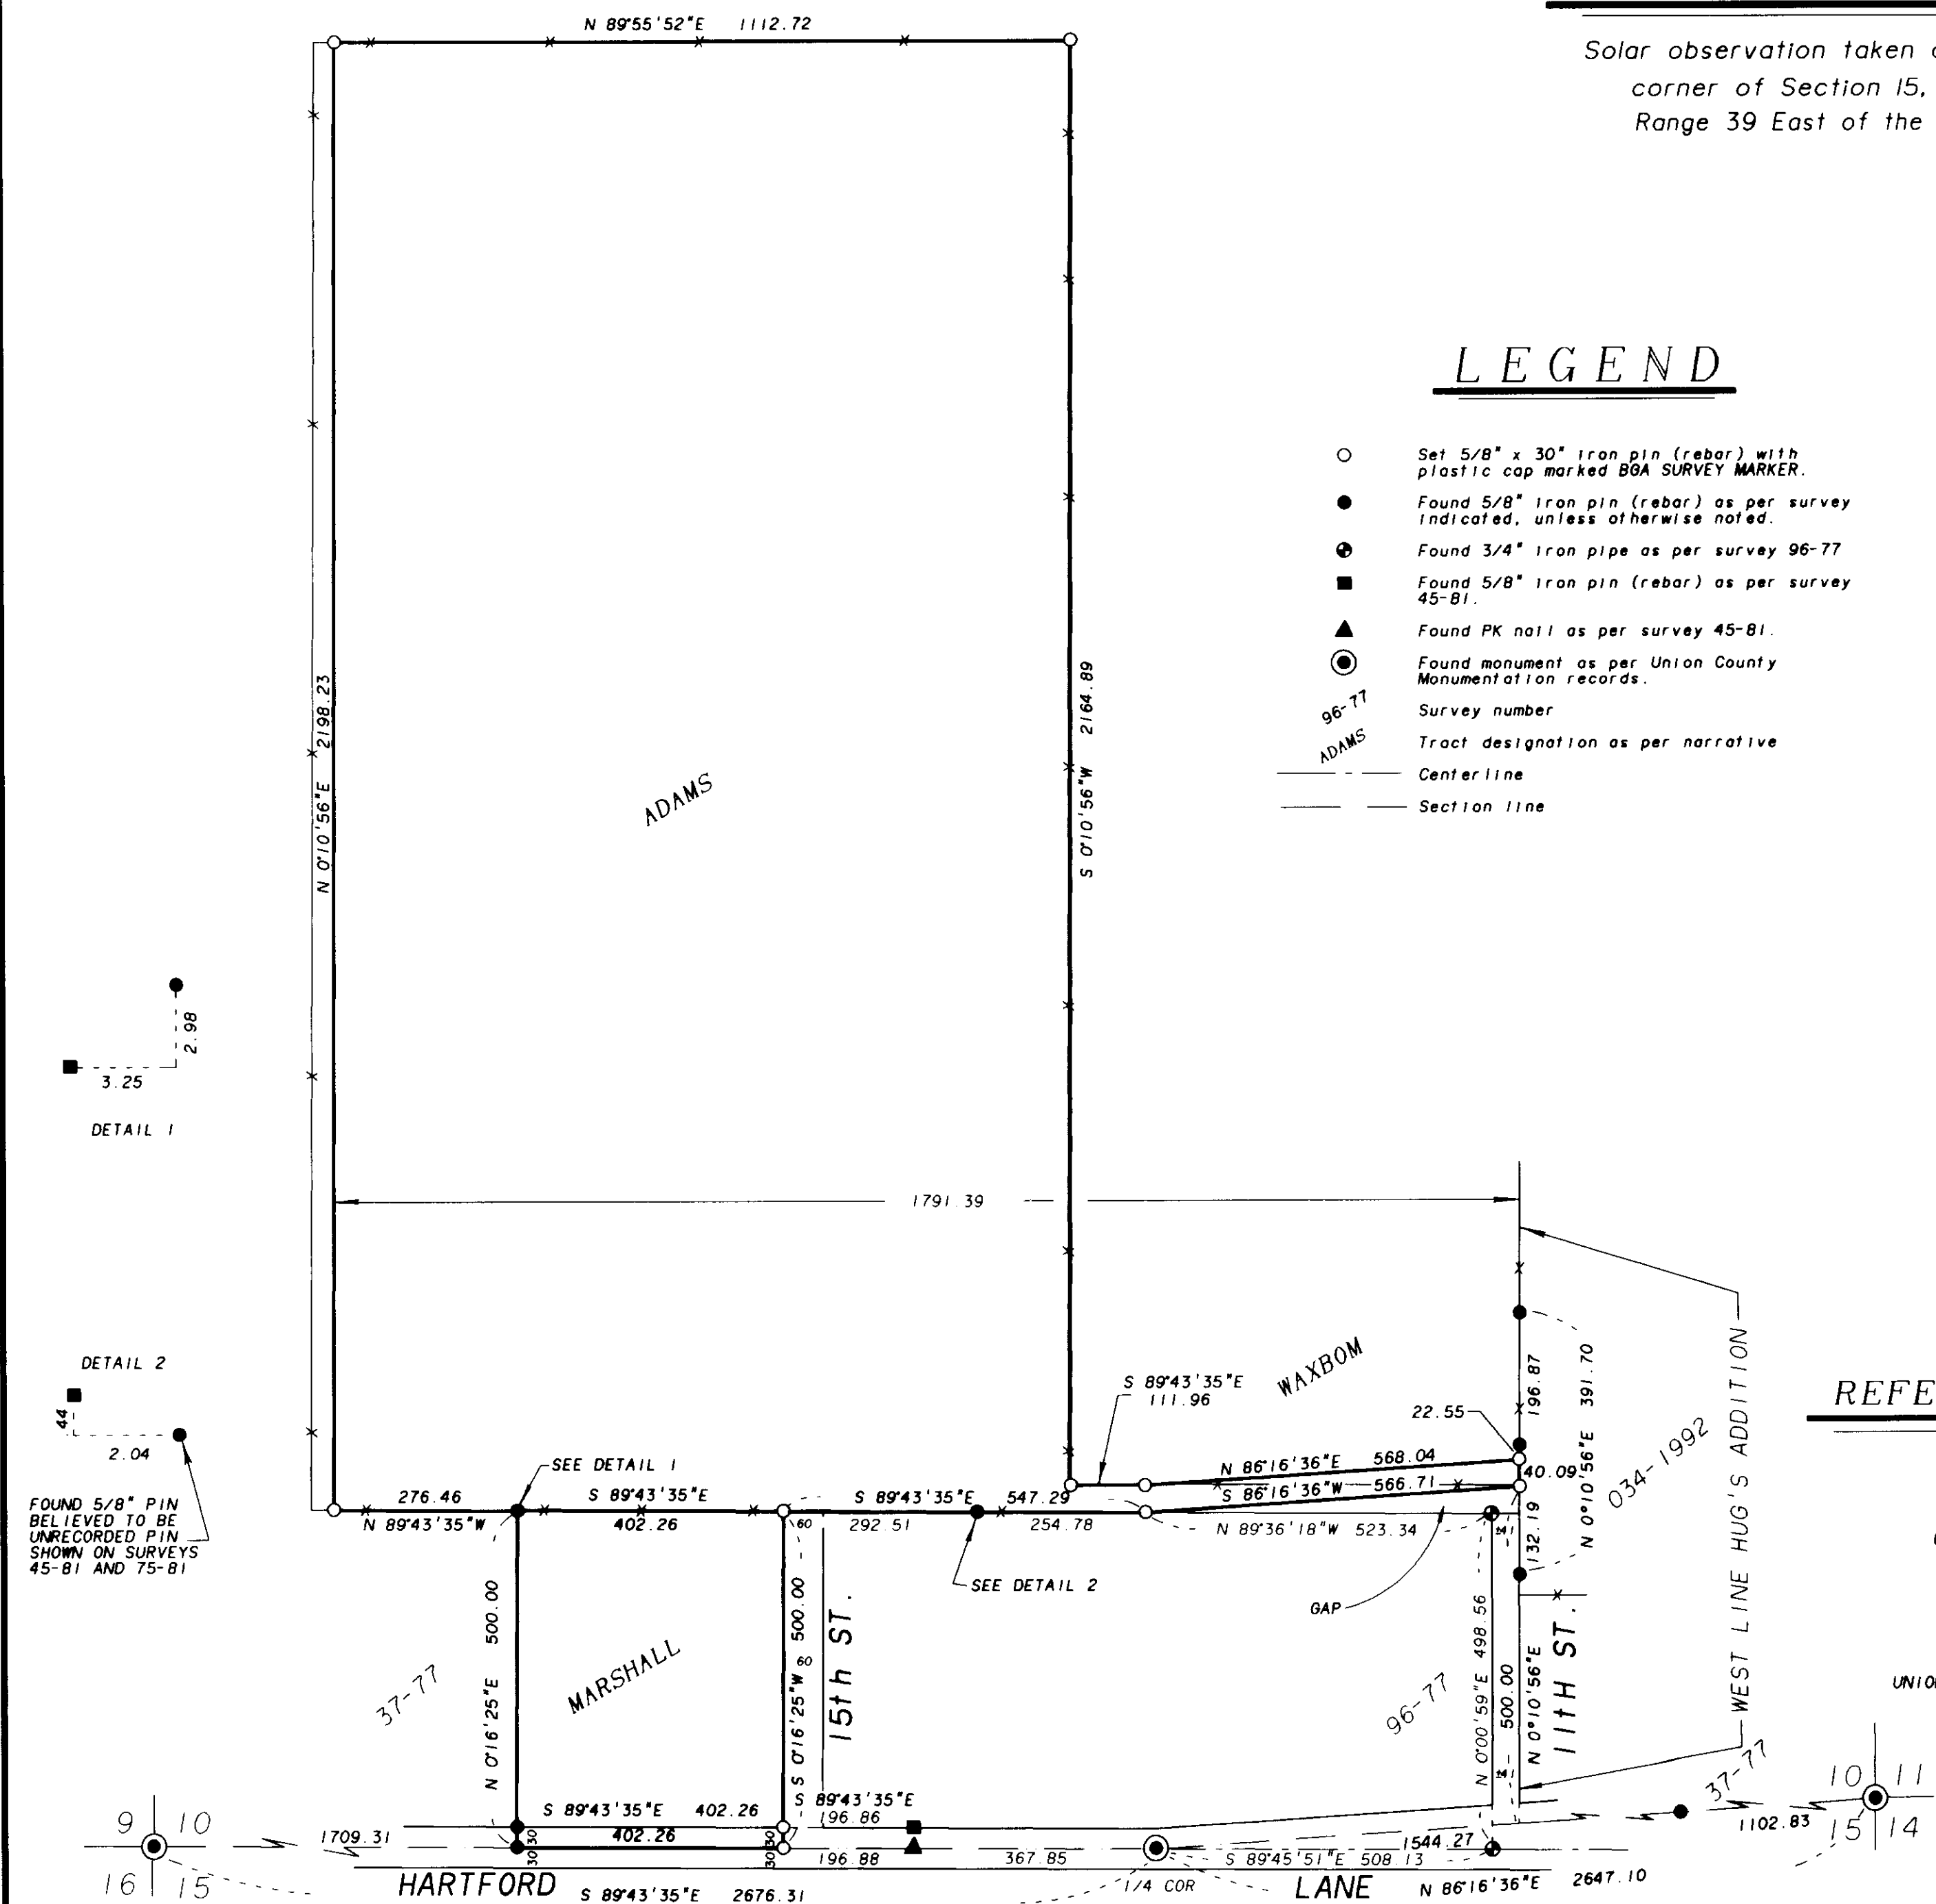 N 89°55'52"E 1112.72
Solar observation taken
corner of Section 15,
Range 39 East of the
LEGEND
Set 5/8" x 30" iron pin (rebar) with
plastic cap marked BGA SURVEY MARKER.
Found 5/8" iron pin (rebar) as per survey
indicated, unless otherwise noted.
Found 3/4" iron pipe as per survey 96-77
Found 5/8" iron pin (rebar) as per survey
45-81.
Found PK nail as per survey 45-81.
Found monument as per Union County
Monumentation records.
96-77
Survey number
ADAMS
Tract designation as per narrative
Centerline
Section line
N 0°10'56"E 2198.23
S 0°10'56"W 2164.89
ADAMS
2.98
3.25
DETAIL 1
1791.39
DETAIL 2
44
2.04
FOUND 5/8" PIN
BELIEVED TO BE
UNRECORDED PIN
SHOWN ON SURVEYS
45-81 AND 75-81
S 89°43'35"E
111.96
WAXBOM
22.55
196.87
N 0°10'56"E 391.70
034-1992
WEST LINE HUG'S ADDITION
REFE
SEE DETAIL 1
276.46
S 89°43'35"E
S 89°43'35"E
547.29
N 86°16'36"E 568.04
S 86°16'36"W 566.71
40.09
N 89°43'35"W
402.26
60
292.51
254.78
N 89°36'18"W 523.34
41
132.19
SEE DETAIL 2
GAP
N 0°16'25"E 500.00
MARSHALL
S 0°16'25"W 60 500.00
15th ST.
37-77
96-77
N 0°00'59"E 498.56
500.00
41
N 0°10'56"E
11TH ST.
37-77
UNIO
S 89°43'35"E 402.26
S 89°43'35"E
196.86
9 10
16 15
1709.31
30 30
402.26
30 30
196.88
367.85
1544.27
S 89°45'51"E 508.13
1102.83
10 11
15 14
HARTFORD
S 89°43'35"E 2676.31
1/4 COR
LANE
N 86°16'36"E 2647.10